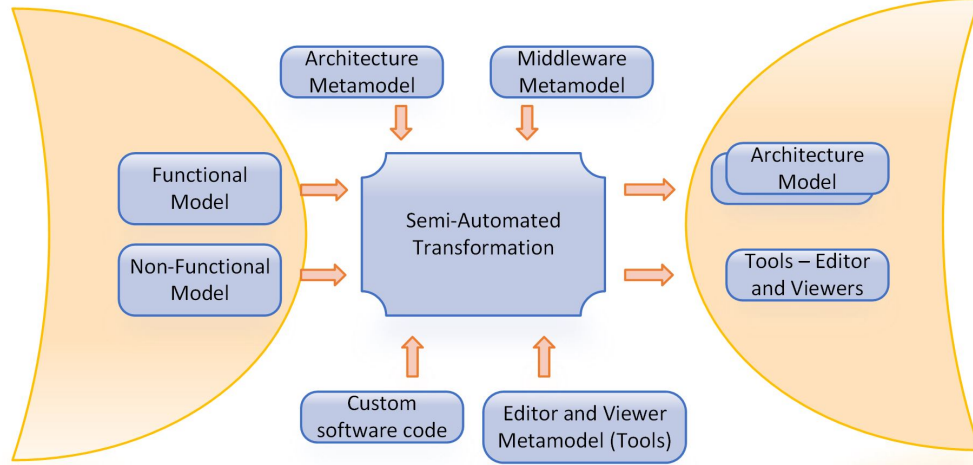 Architecture
Metamodel
Middleware
Metamodel
Functional
Model
Non-Functional
Model
Semi-Automated
Transformation
Architecture
Model
Tools – Editor
and Viewers
Custom
software code
Editor and Viewer
Metamodel (Tools)